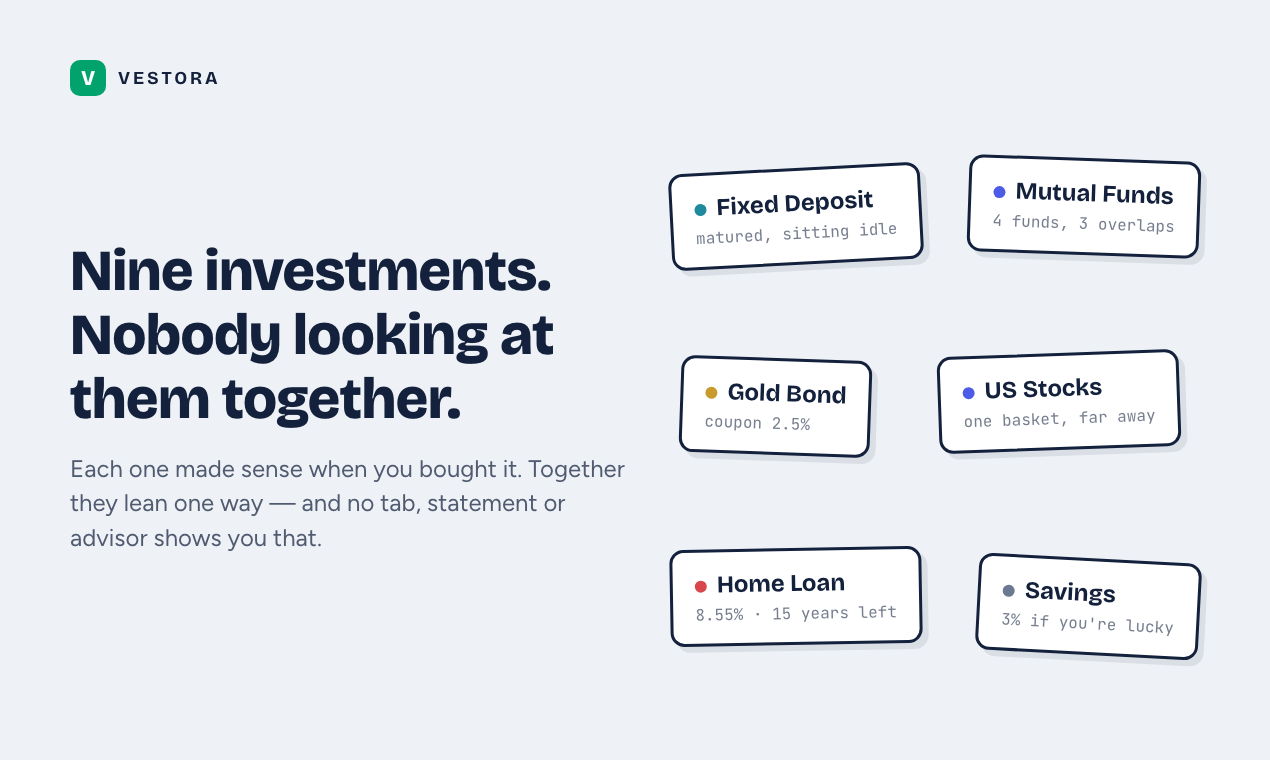 V VESTORA
Nine investments.
Nobody looking at
them together.
Each one made sense when you bought it. Together
they lean one way — and no tab, statement or
advisor shows you that.
Fixed Deposit
matured, sitting idle
Mutual Funds
4 funds, 3 overlaps
Gold Bond
coupon 2.5%
US Stocks
one basket, far away
Home Loan
8.55% · 15 years left
Savings
3% if you're lucky